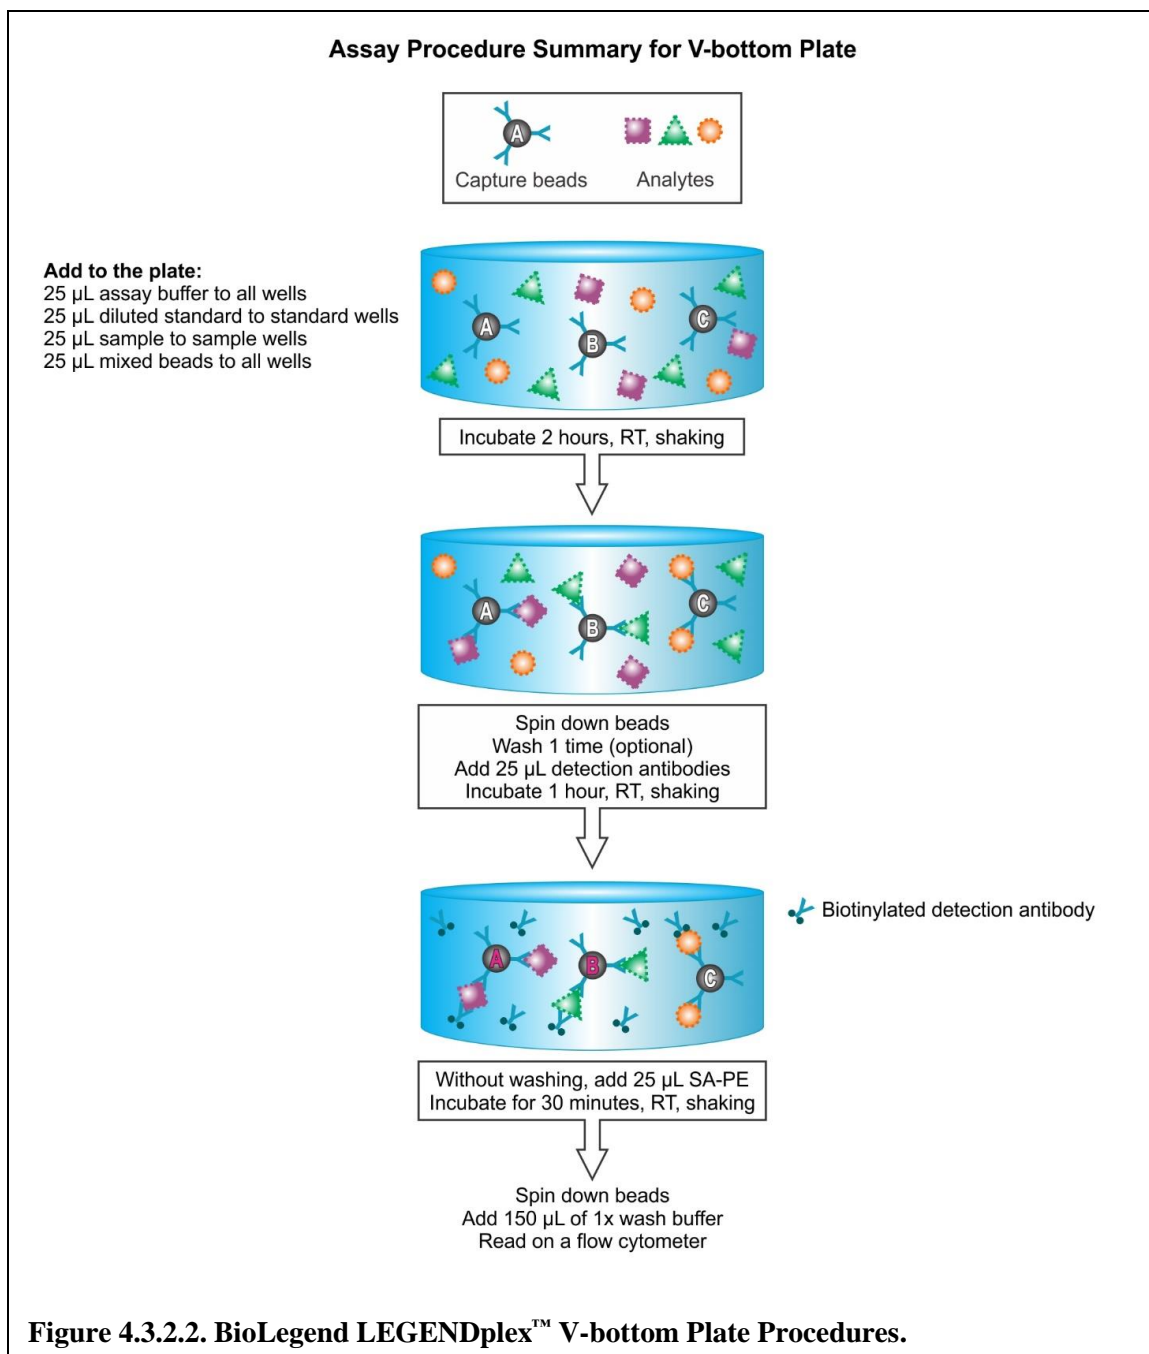 Assay Procedure Summary for V-bottom Plate
A
Capture beads
Analytes
Add to the plate:
25 µL assay buffer to all wells
25 µL diluted standard to standard wells
25 µL sample to sample wells
25 µL mixed beads to all wells
A
B
C
Incubate 2 hours, RT, shaking
A
B
C
Spin down beads
Wash 1 time (optional)
Add 25 µL detection antibodies
Incubate 1 hour, RT, shaking
A
B
C
Biotinylated detection antibody
Without washing, add 25 µL SA-PE
Incubate for 30 minutes, RT, shaking
Spin down beads
Add 150 µL of 1x wash buffer
Read on a flow cytometer
Figure 4.3.2.2. BioLegend LEGENDplex™ V-bottom Plate Procedures.